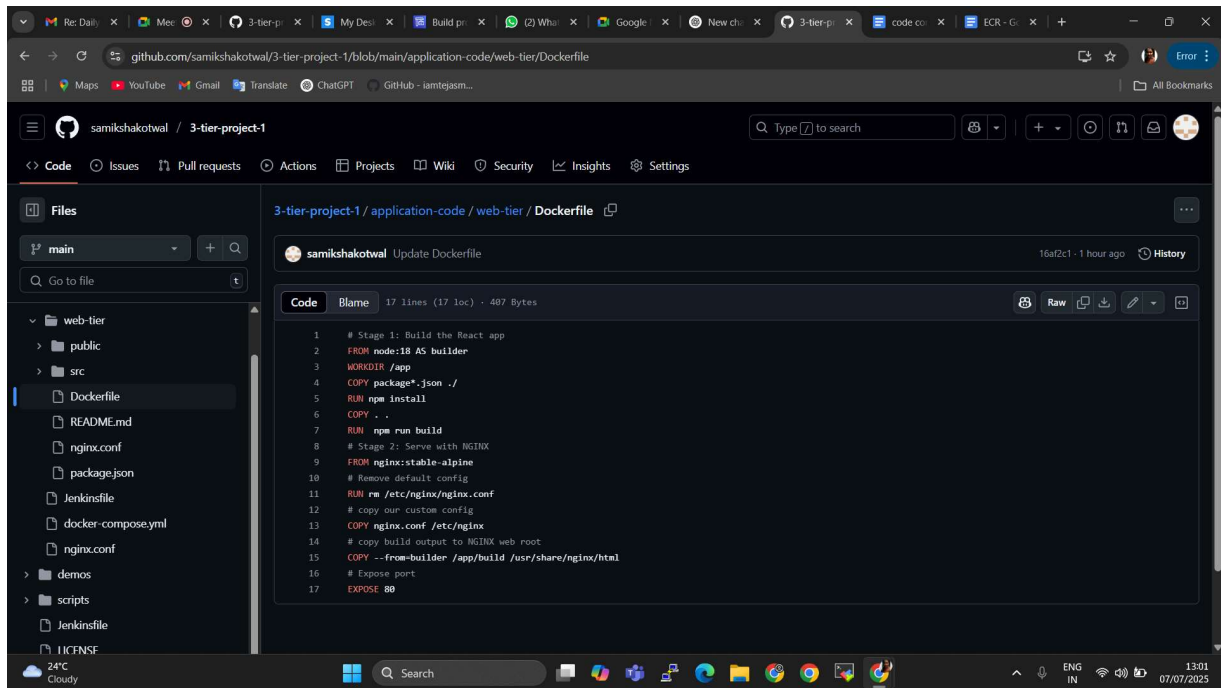 Re: Daily
Mee
3-tier-pr
My Desi
Build pro
(2) What
Google
New cha
3-tier-p
code co
ECR - G
github.com/samikshakotwal/3-tier-project-1/blob/main/application-code/web-tier/Dockerfile
Error
Maps YouTube Gmail Translate ChatGPT GitHub - iamtejasm...
All Bookmarks
samikshakotwal / 3-tier-project-1
Type / to search
Code Issues Pull requests Actions Projects Wiki Security Insights Settings
Files
main
Go to file t
web-tier
public
src
Dockerfile
README.md
nginx.conf
package.json
Jenkinsfile
docker-compose.yml
nginx.conf
demos
scripts
Jenkinsfile
LICENSE
3-tier-project-1 / application-code / web-tier / Dockerfile
samikshakotwal Update Dockerfile
16af2c1 · 1 hour ago History
Code Blame 17 lines (17 loc) · 407 Bytes
Raw
1 # Stage 1: Build the React app
2 FROM node:18 AS builder
3 WORKDIR /app
4 COPY package*.json ./
5 RUN npm install
6 COPY . .
7 RUN  npm run build
8 # Stage 2: Serve with NGINX
9 FROM nginx:stable-alpine
10 # Remove default config
11 RUN rm /etc/nginx/nginx.conf
12 # copy our custom config
13 COPY nginx.conf /etc/nginx
14 # copy build output to NGINX web root
15 COPY --from=builder /app/build /usr/share/nginx/html
16 # Expose port
17 EXPOSE 80
24°C
Cloudy
Search
ENG
IN
13:01
07/07/2025